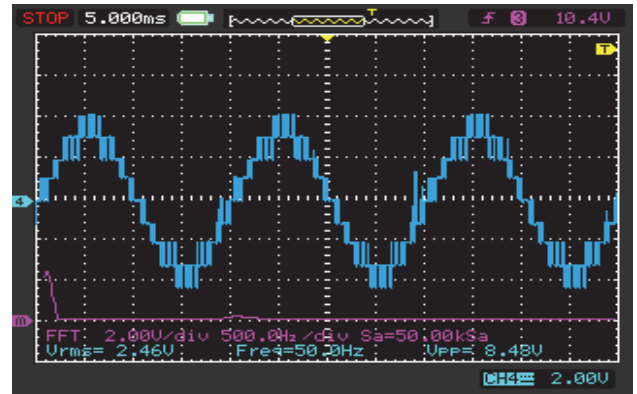 STOP 5.000ms T ƒ 3 10.4V
T
4
m
FFT 2.00V/div 500.0Hz/div Sa=50.00kSa
Vrms= 2.46V Freq=50.0Hz Vpp= 8.48V
CH4 2.00V